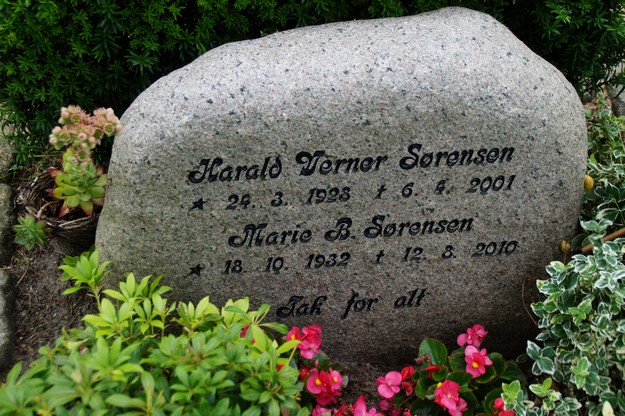 Harald Verner Sørensen
* 24. 3. 1928 † 6. 4. 2001
Marie B. Sørensen
* 18. 10. 1932 † 12. 8. 2010
Tak for alt